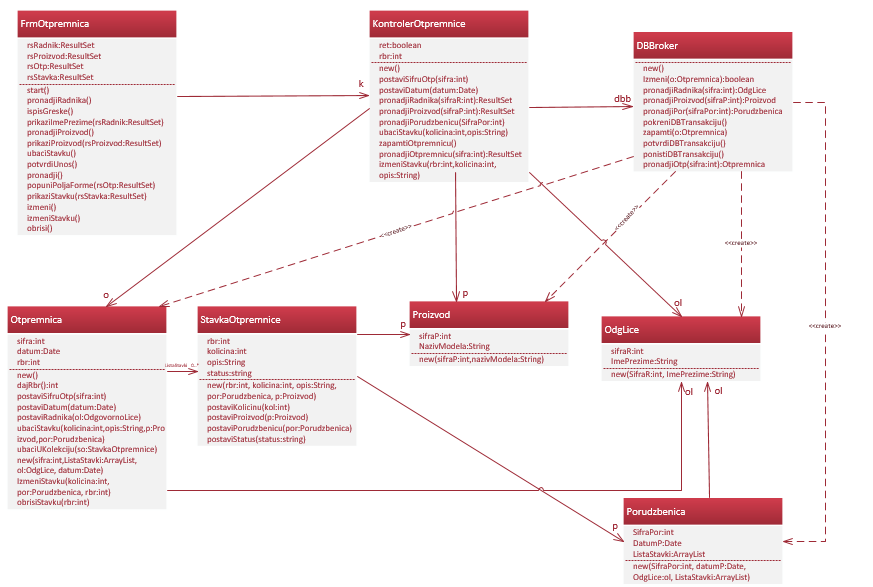 FrmOtpremnica
rsRadnik:ResultSet
rsProizvod:ResultSet
rsOtp:ResultSet
rsStavka:ResultSet
start()
pronadjiRadnika()
ispisGreske()
prikaziImePrezime(rsRadnik:ResultSet)
pronadjiProizvod()
prikaziProizvod(rsProizvod:ResultSet)
ubaciStavku()
potvrdiUnos()
pronadji()
popuniPoljaForme(rsOtp:ResultSet)
prikaziStavku(rsStavka:ResultSet)
izmeni()
izmeniStavku()
obrisi()
k
KontrolerOtpremnice
ret:boolean
rbr:int
new()
postaviSifruOtp(sifra:int)
postaviDatum(datum:Date)
pronadjiRadnika(sifraR:int):ResultSet
pronadjiProizvod(sifraP:int):ResultSet
pronadjiPorudzbenicu(SifraPor:int)
ubaciStavku(kolicina:int,opis:String)
zapamtiOtpremnicu()
pronadjiOtpremnicu(sifra:int):ResultSet
izmeniStavku(rbr:int,kolicina:int,
opis:String)
dbb
DBBroker
new()
Izmeni(o:Otpremnica):boolean
pronadjiRadnika(sifra:int):OdgLice
pronadjiProizvod(sifraP:int):Proizvod
pronadjiPor(sifraPor:int):Porudzbenica
pokreniDBTransakciju()
zapamti(o:Otpremnica)
potvrdiDBTransakciju()
ponistiDBTransakciju()
pronadjiOtp(sifra:int):Otpremnica
<<create>>
<<create>>
<<create>>
<<create>>
o
p
ol
Otpremnica
sifra:int
datum:Date
rbr:int
new()
dajRbr():int
postaviSifruOtp(sifra:int)
postaviDatum(datum:Date)
postaviRadnika(ol:OdgovornoLice)
ubaciStavku(kolicina:int,opis:String,p:Pro
izvod,por:Porudzbenica)
ubaciUKolekciju(so:StavkaOtpremnice)
new(sifra:int,ListaStavki:ArrayList,
ol:OdgLice, datum:Date)
IzmeniStavku(kolicina:int,
por:Porudzbenica, rbr:int)
obrisiStavku(rbr:int)
StavkaOtpremnice
rbr:int
kolicina:int
opis:String
status:string
new(rbr:int, kolicina:int, opis:String,
por:Porudzbenica, p:Proizvod)
postaviKolicinu(kol:int)
postaviProizvod(p:Proizvod)
postaviPorudzbenicu(por:Porudzbenica)
postaviStatus(status:string)
p
Proizvod
sifraP:int
NazivModela:String
new(sifraP:int,nazivModela:String)
OdgLice
sifraR:int
ImePrezime:String
new(SifraR:int, ImePrezime:String)
ol
ol
p
Porudzbenica
SifraPor:int
DatumP:Date
ListaStavki:ArrayList
new(SifraPor:int, datumP:Date,
OdgLice:ol, ListaStavki:ArrayList)